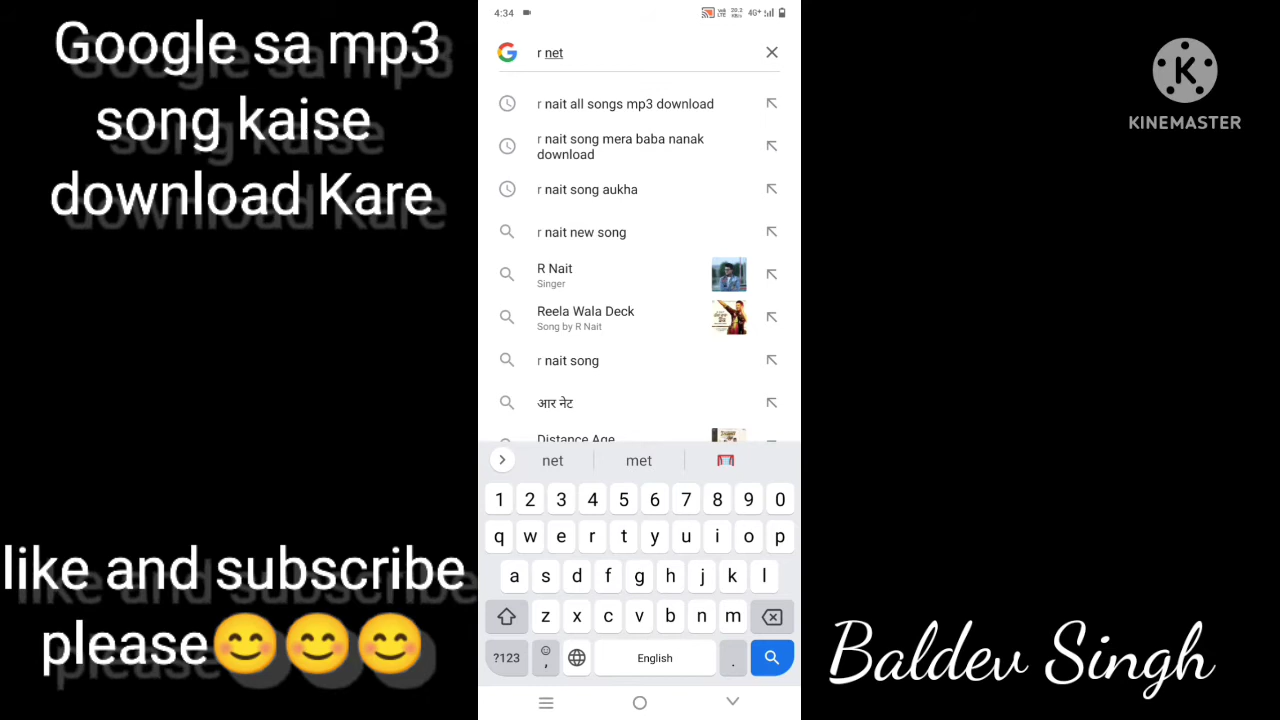 Google sa mp3
song kaise
download Kare
like and subscribe
please😊😊😊
4:34
4G+
r net
r nait all songs mp3 download
r nait song mera baba nanak
download
r nait song aukha
r nait new song
R Nait
Singer
Reela Wala Deck
Song by R Nait
r nait song
आर नेट
Distance Age
net met
1 2 3 4 5 6 7 8 9 0
q w e r t y u i o p
a s d f g h j k l
z x c v b n m
?123 , English .
K
KINEMASTER
Baldev Singh